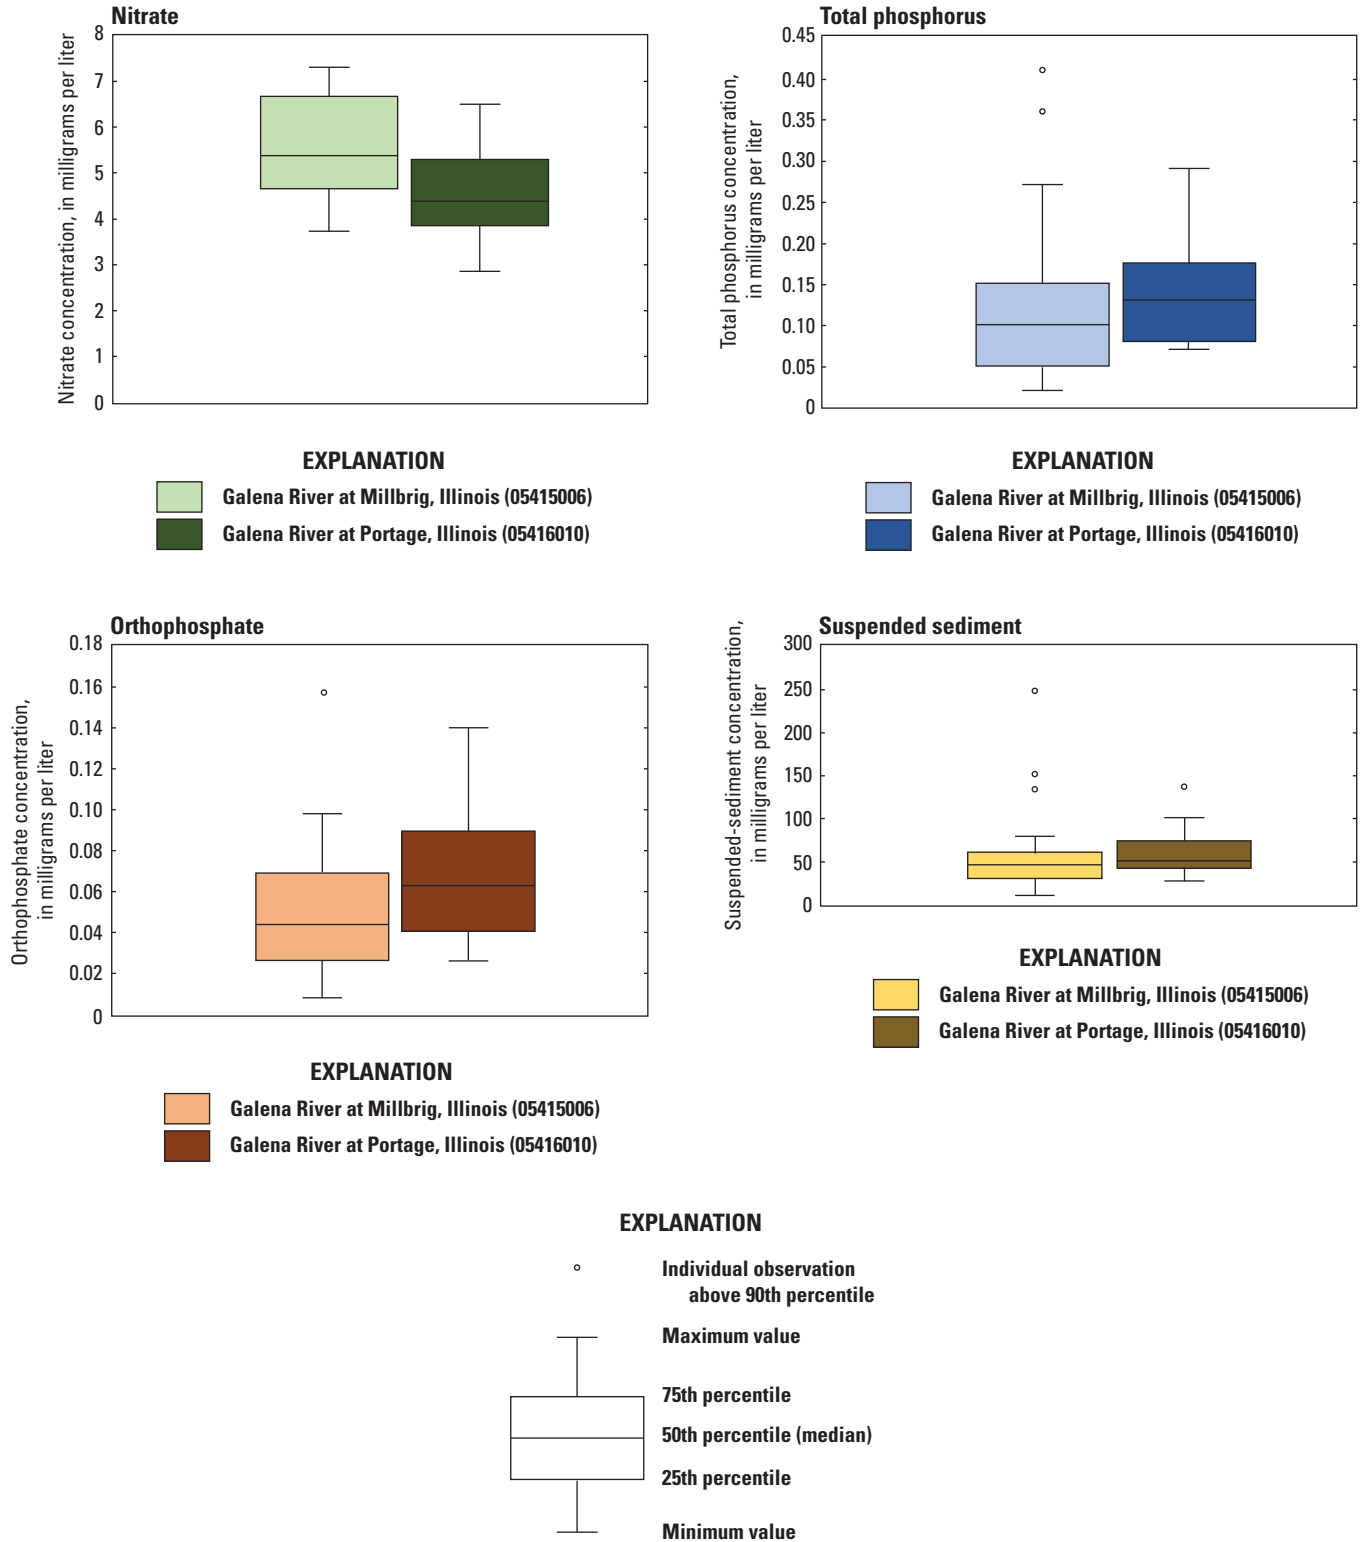 Nitrate
Nitrate concentration, in milligrams per liter
8
7
6
5
4
3
2
1
0
EXPLANATION
Galena River at Millbrig, Illinois (05415006)
Galena River at Portage, Illinois (05416010)
Total phosphorus
Total phosphorus concentration,
in milligrams per liter
0.45
0.40
0.35
0.30
0.25
0.20
0.15
0.10
0.05
0
EXPLANATION
Galena River at Millbrig, Illinois (05415006)
Galena River at Portage, Illinois (05416010)
Orthophosphate
Orthophosphate concentration,
in milligrams per liter
0.18
0.16
0.14
0.12
0.10
0.08
0.06
0.04
0.02
0
EXPLANATION
Galena River at Millbrig, Illinois (05415006)
Galena River at Portage, Illinois (05416010)
Suspended sediment
Suspended-sediment concentration,
in milligrams per liter
300
250
200
150
100
50
0
EXPLANATION
Galena River at Millbrig, Illinois (05415006)
Galena River at Portage, Illinois (05416010)
EXPLANATION
Individual observation
above 90th percentile
Maximum value
75th percentile
50th percentile (median)
25th percentile
Minimum value